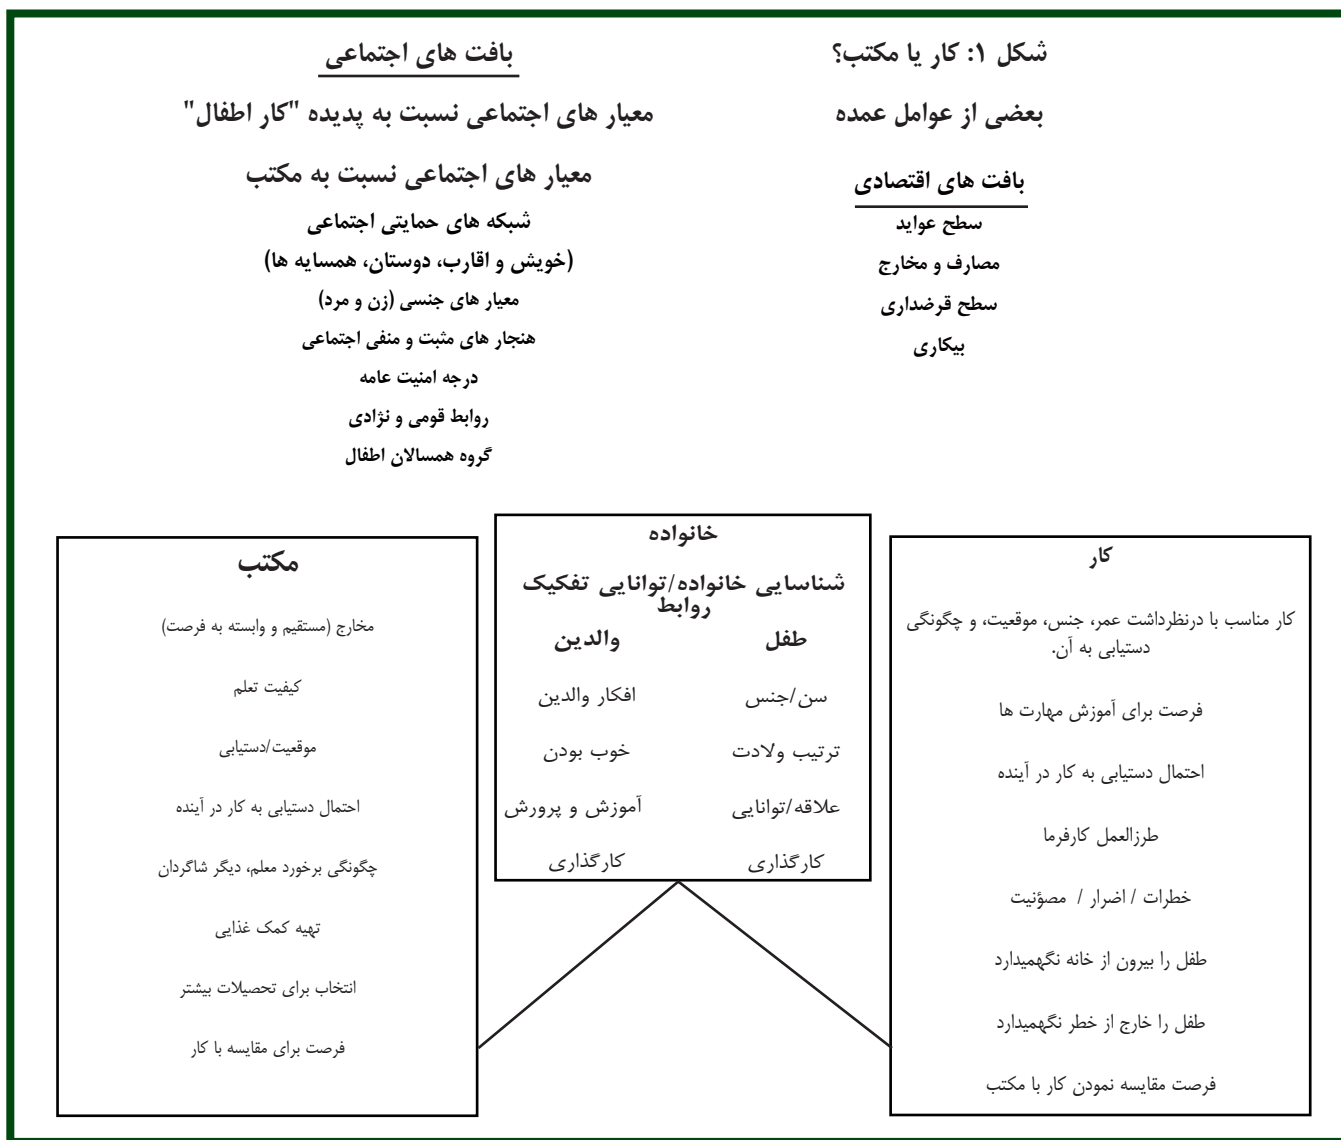 شکل ۱: کار یا مکتب؟
بعضی از عوامل عمده
بافت های اقتصادی
سطح عواید
مصارف و مخارج
سطح قرضداری
بیکاری
بافت های اجتماعی
معیار های اجتماعی نسبت به پدیده "کار اطفال"
معیار های اجتماعی نسبت به مکتب
شبکه های حمایتی اجتماعی
(خویش و اقارب، دوستان، همسایه ها)
معیار های جنسی (زن و مرد)
هنجار های مثبت و منفی اجتماعی
درجه امنیت عامه
روابط قومی و نژادی
گروه همسالان اطفال
کار
کار مناسب با درنظرداشت عمر، جنس، موقعیت، و چگونگی
دستیابی به آن.
فرصت برای آموزش مهارت ها
احتمال دستیابی به کار در آینده
طرزالعمل کارفرما
خطرات / اضرار / مصؤنیت
طفل را بیرون از خانه نگهمیدارد
طفل را خارج از خطر نگهمیدارد
فرصت مقایسه نمودن کار با مکتب
خانواده
شناسایی خانواده/توانایی تفکیک
روابط
طفل
سن/جنس
ترتیب ولادت
علاقه/توانایی
کارگذاری
والدین
افکار والدین
خوب بودن
آموزش و پرورش
کارگذاری
مکتب
مخارج (مستقیم و وابسته به فرصت)
کیفیت تعلم
موقعیت/دستیابی
احتمال دستیابی به کار در آینده
چگونگی برخورد معلم، دیگر شاگردان
تهیه کمک غذایی
انتخاب برای تحصیلات بیشتر
فرصت برای مقایسه با کار